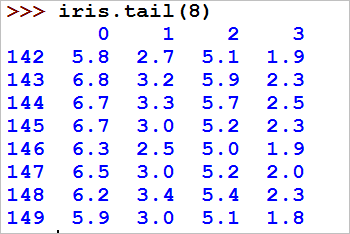 >>> iris.tail(8)
0 1 2 3
142 5.8 2.7 5.1 1.9
143 6.8 3.2 5.9 2.3
144 6.7 3.3 5.7 2.5
145 6.7 3.0 5.2 2.3
146 6.3 2.5 5.0 1.9
147 6.5 3.0 5.2 2.0
148 6.2 3.4 5.4 2.3
149 5.9 3.0 5.1 1.8